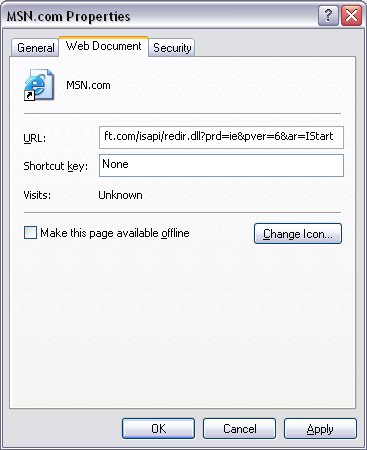 MSN.com Properties
General Web Document Security
MSN.com
URL: ft.com/isapi/redir.dll?prd=ie&pver=6&ar=IStart
Shortcut key: None
Visits: Unknown
Make this page available offline
Change Icon...
OK Cancel Apply